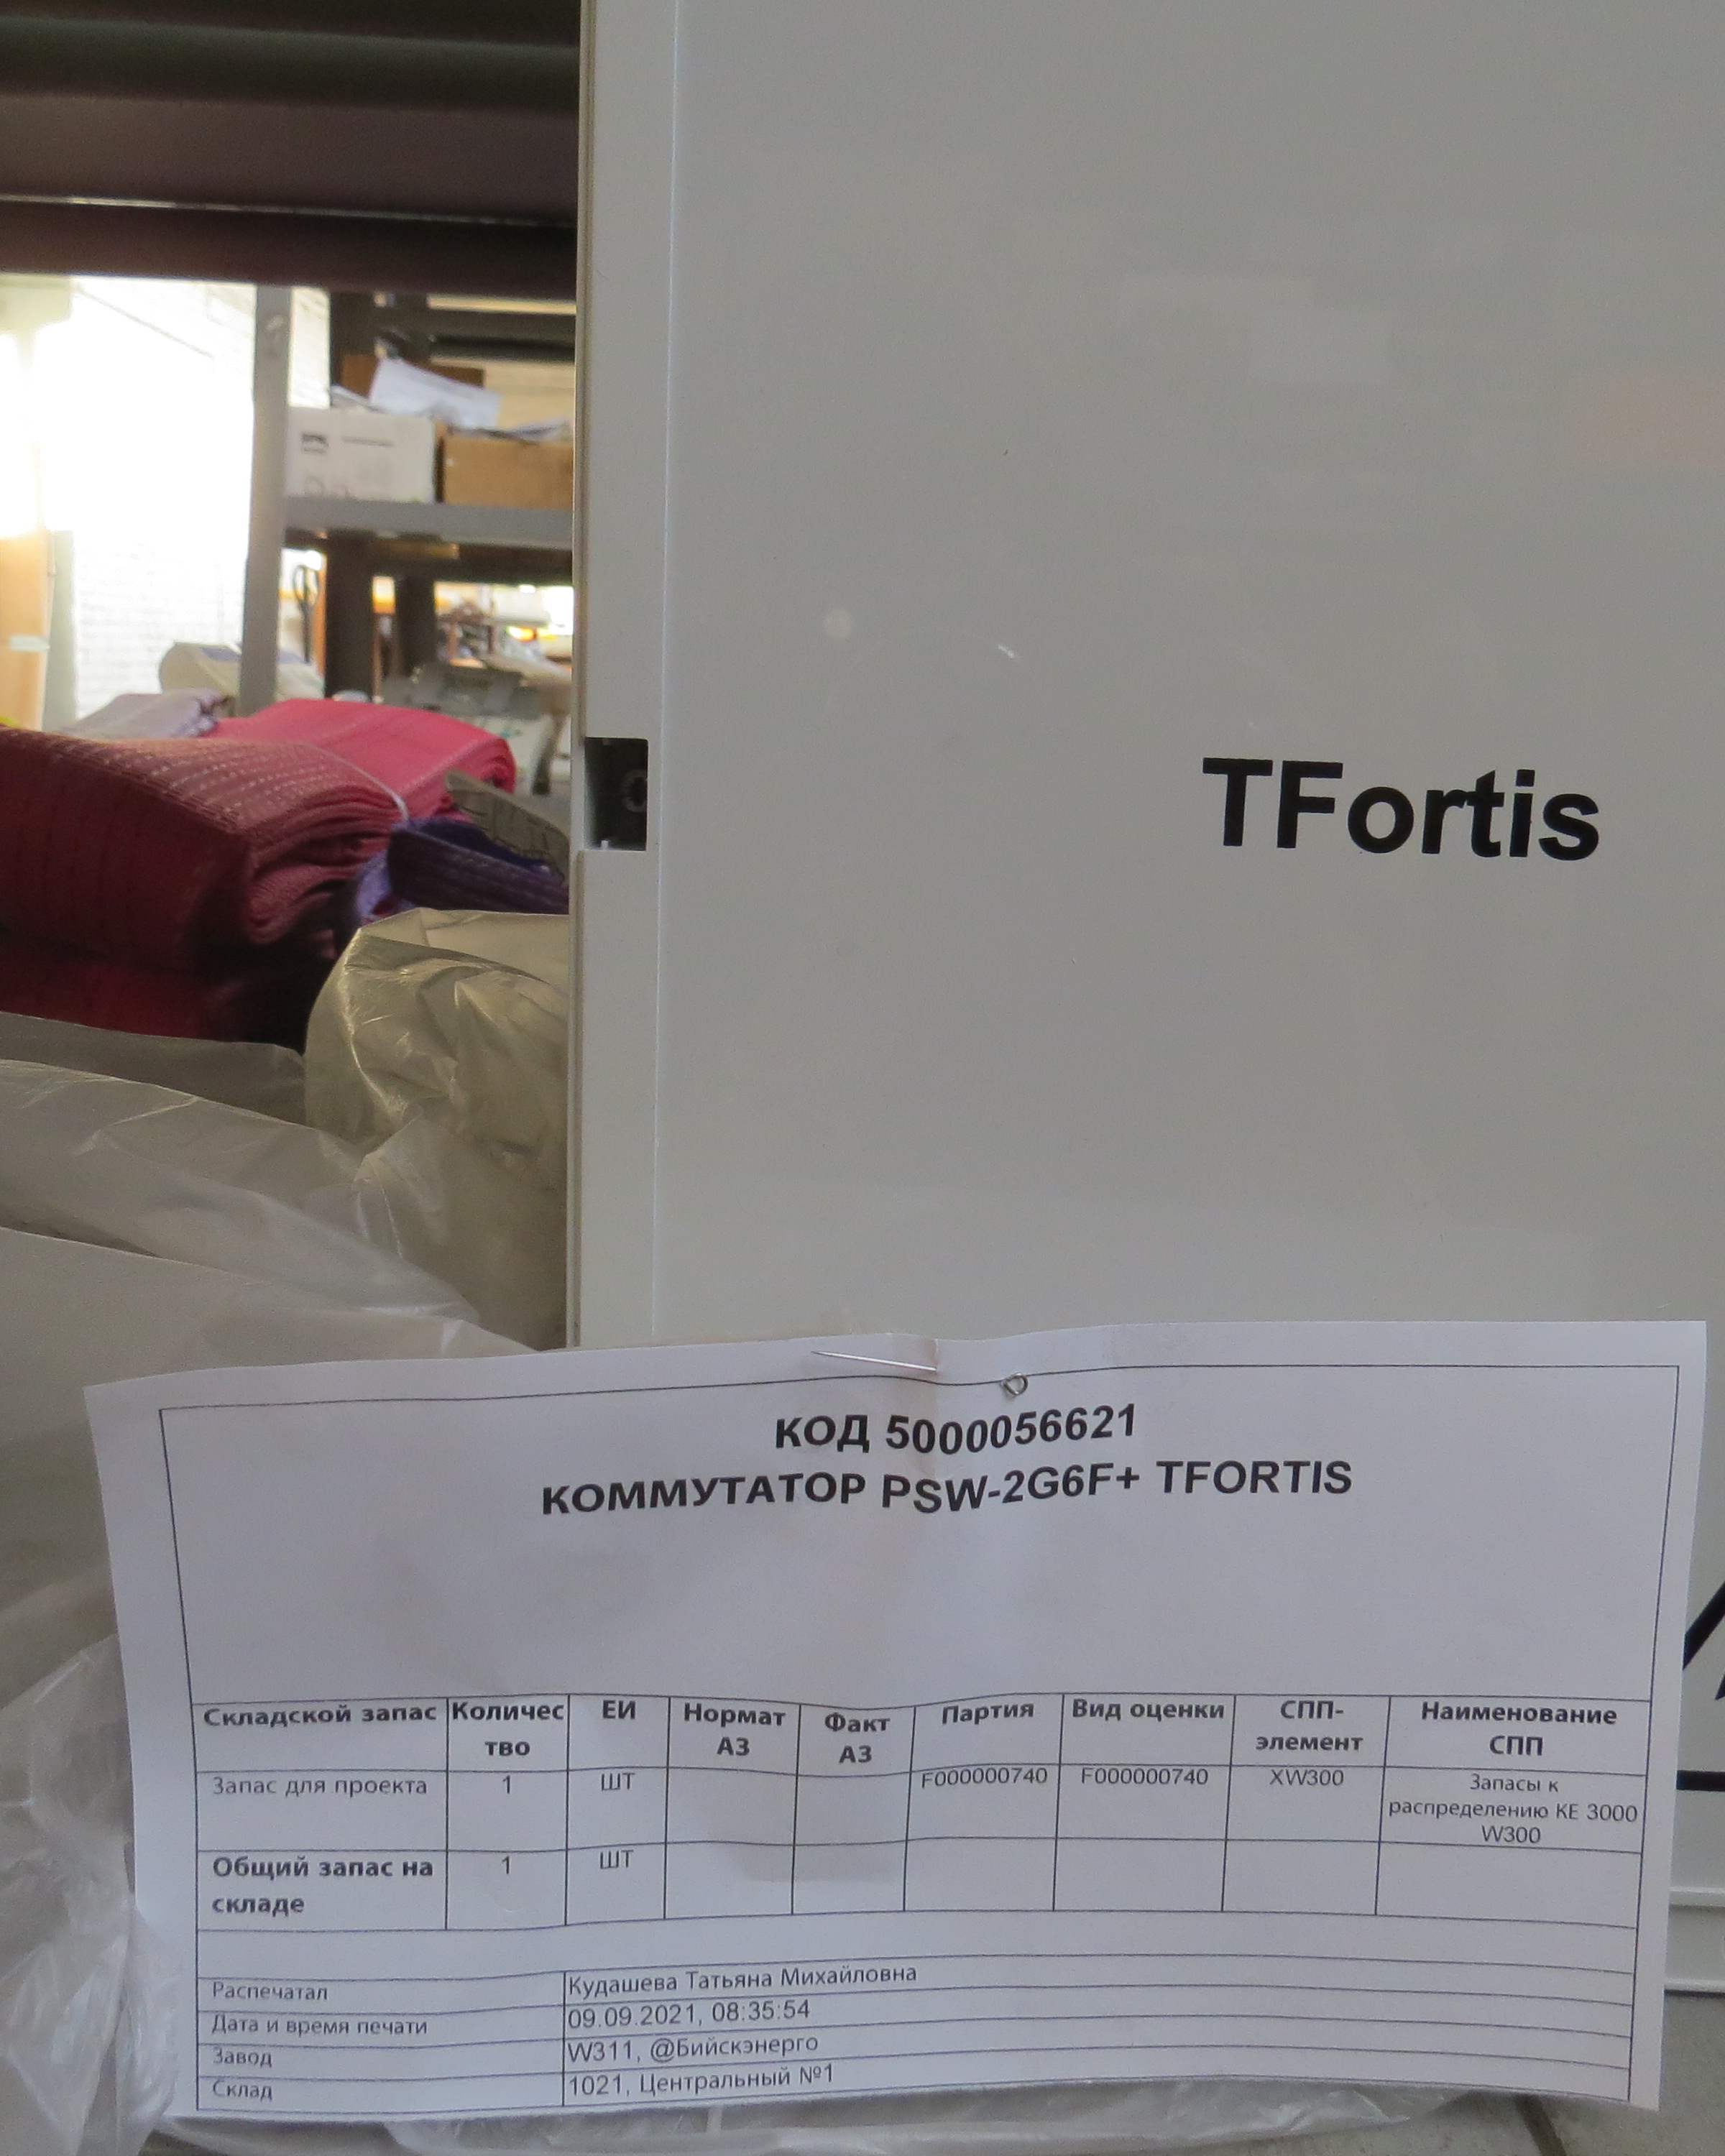 TFortis
КОД 5000056621
КОММУТАТОР PSW-2G6F+ TFORTIS
Складской запас Количес тво ЕИ Нормат АЗ Факт АЗ Партия Вид оценки СПП-элемент Наименование СПП
Запас для проекта 1 ШТ F000000740 F000000740 XW300 Запасы к распределению КЕ 3000 W300
Общий запас на складе 1 ШТ
Распечатал Кудашева Татьяна Михайловна
Дата и время печати 09.09.2021, 08:35:54
Завод W311, @Бийскэнерго
Склад 1021, Центральный №1